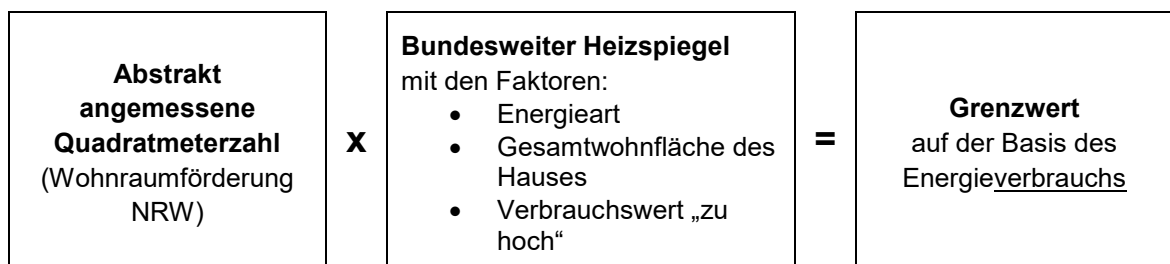 Abstrakt
angemessene
Quadratmeterzahl
(Wohnraumförderung
NRW)
x
Bundesweiter Heizspiegel
mit den Faktoren:
• Energieart
• Gesamtwohnfläche des
Hauses
• Verbrauchswert „zu
hoch“
=
Grenzwert
auf der Basis des
Energieverbrauchs